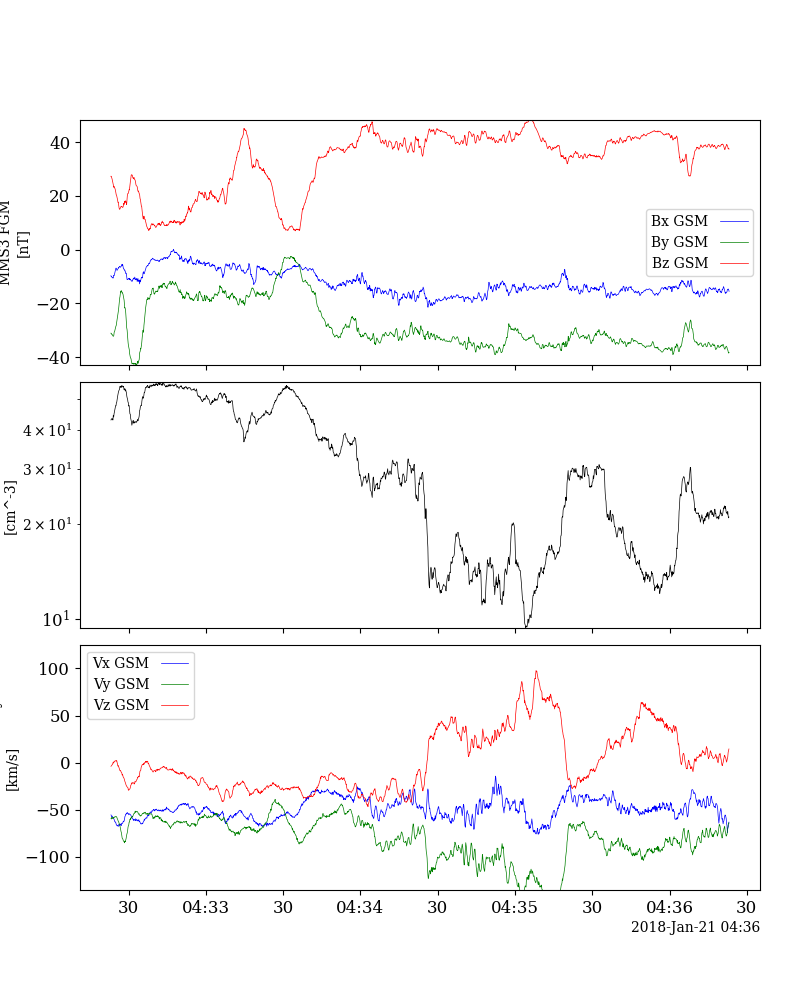 40
20
0
−20
−40
MMS3 FGM
[nT]
Bx GSM
By GSM
Bz GSM
4 × 10¹
3 × 10¹
2 × 10¹
10¹
[cm^-3]
Vx GSM
Vy GSM
Vz GSM
100
50
0
−50
−100
[km/s]
30 04:33 30 04:34 30 04:35 30 04:36 30
2018-Jan-21 04:36